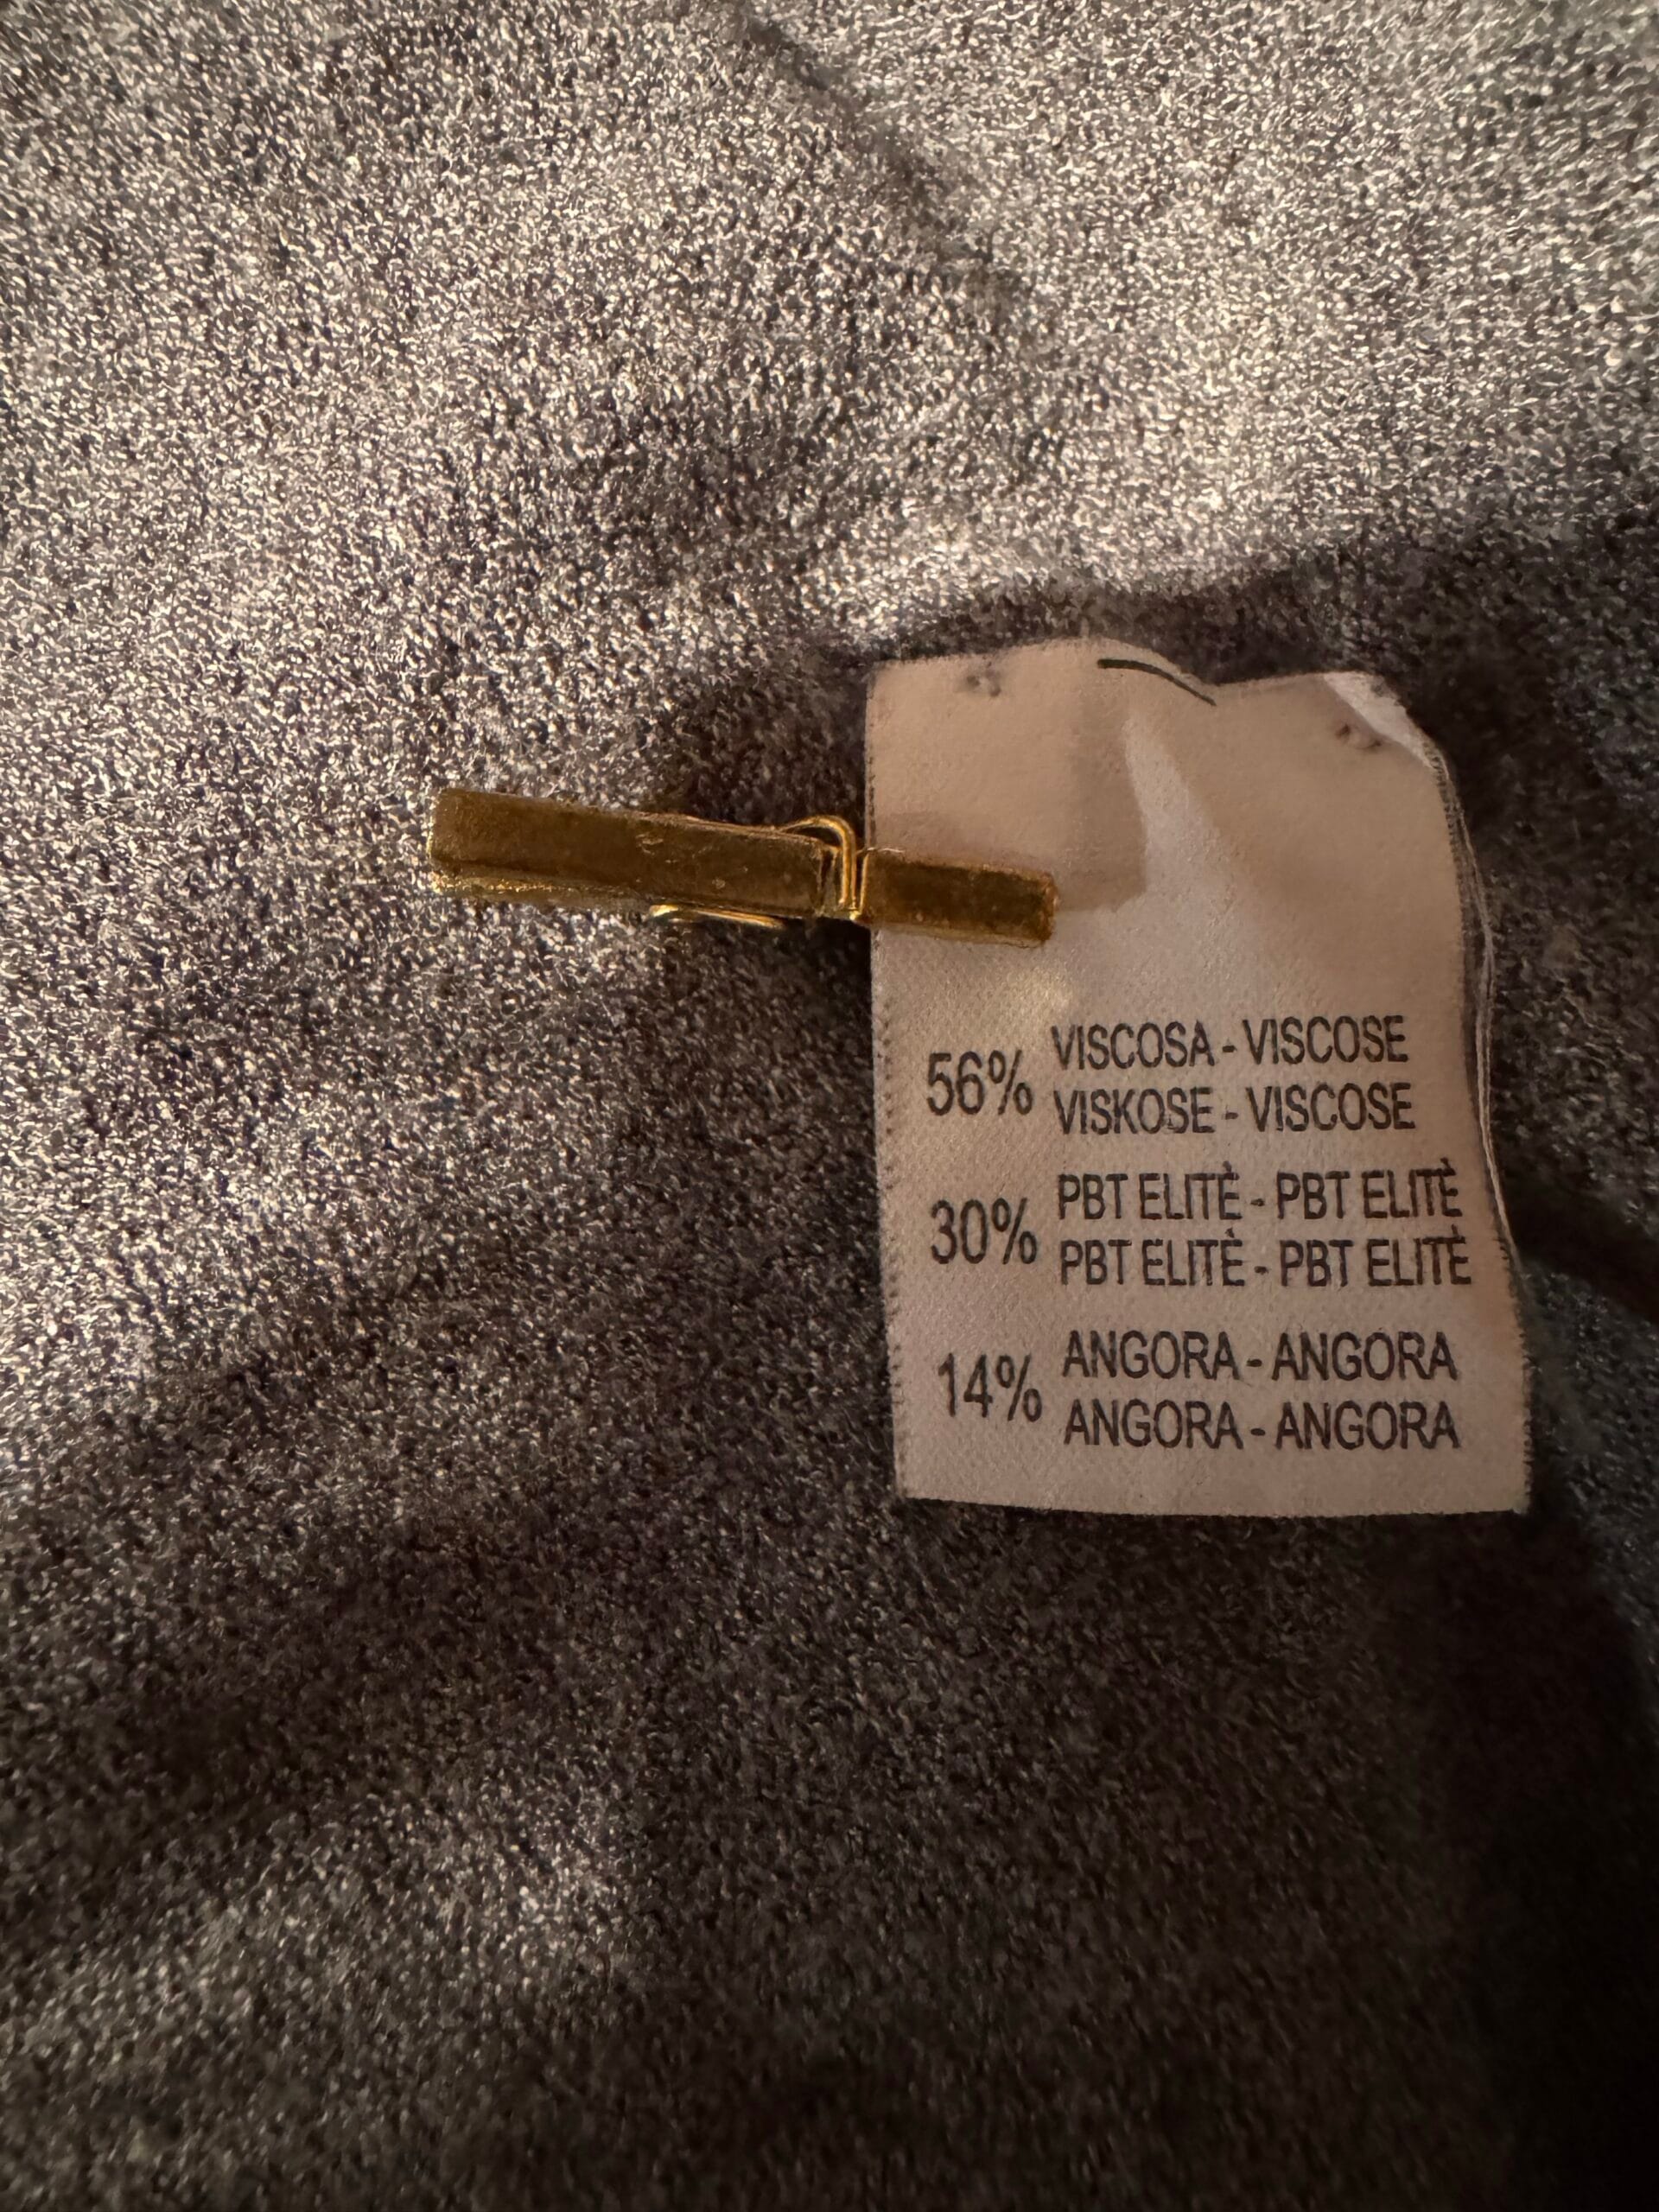 56% VISCOSA - VISCOSE
VISKOSE - VISCOSE
30% PBT ELITÈ - PBT ELITÈ
PBT ELITÈ - PBT ELITÈ
14% ANGORA - ANGORA
ANGORA - ANGORA